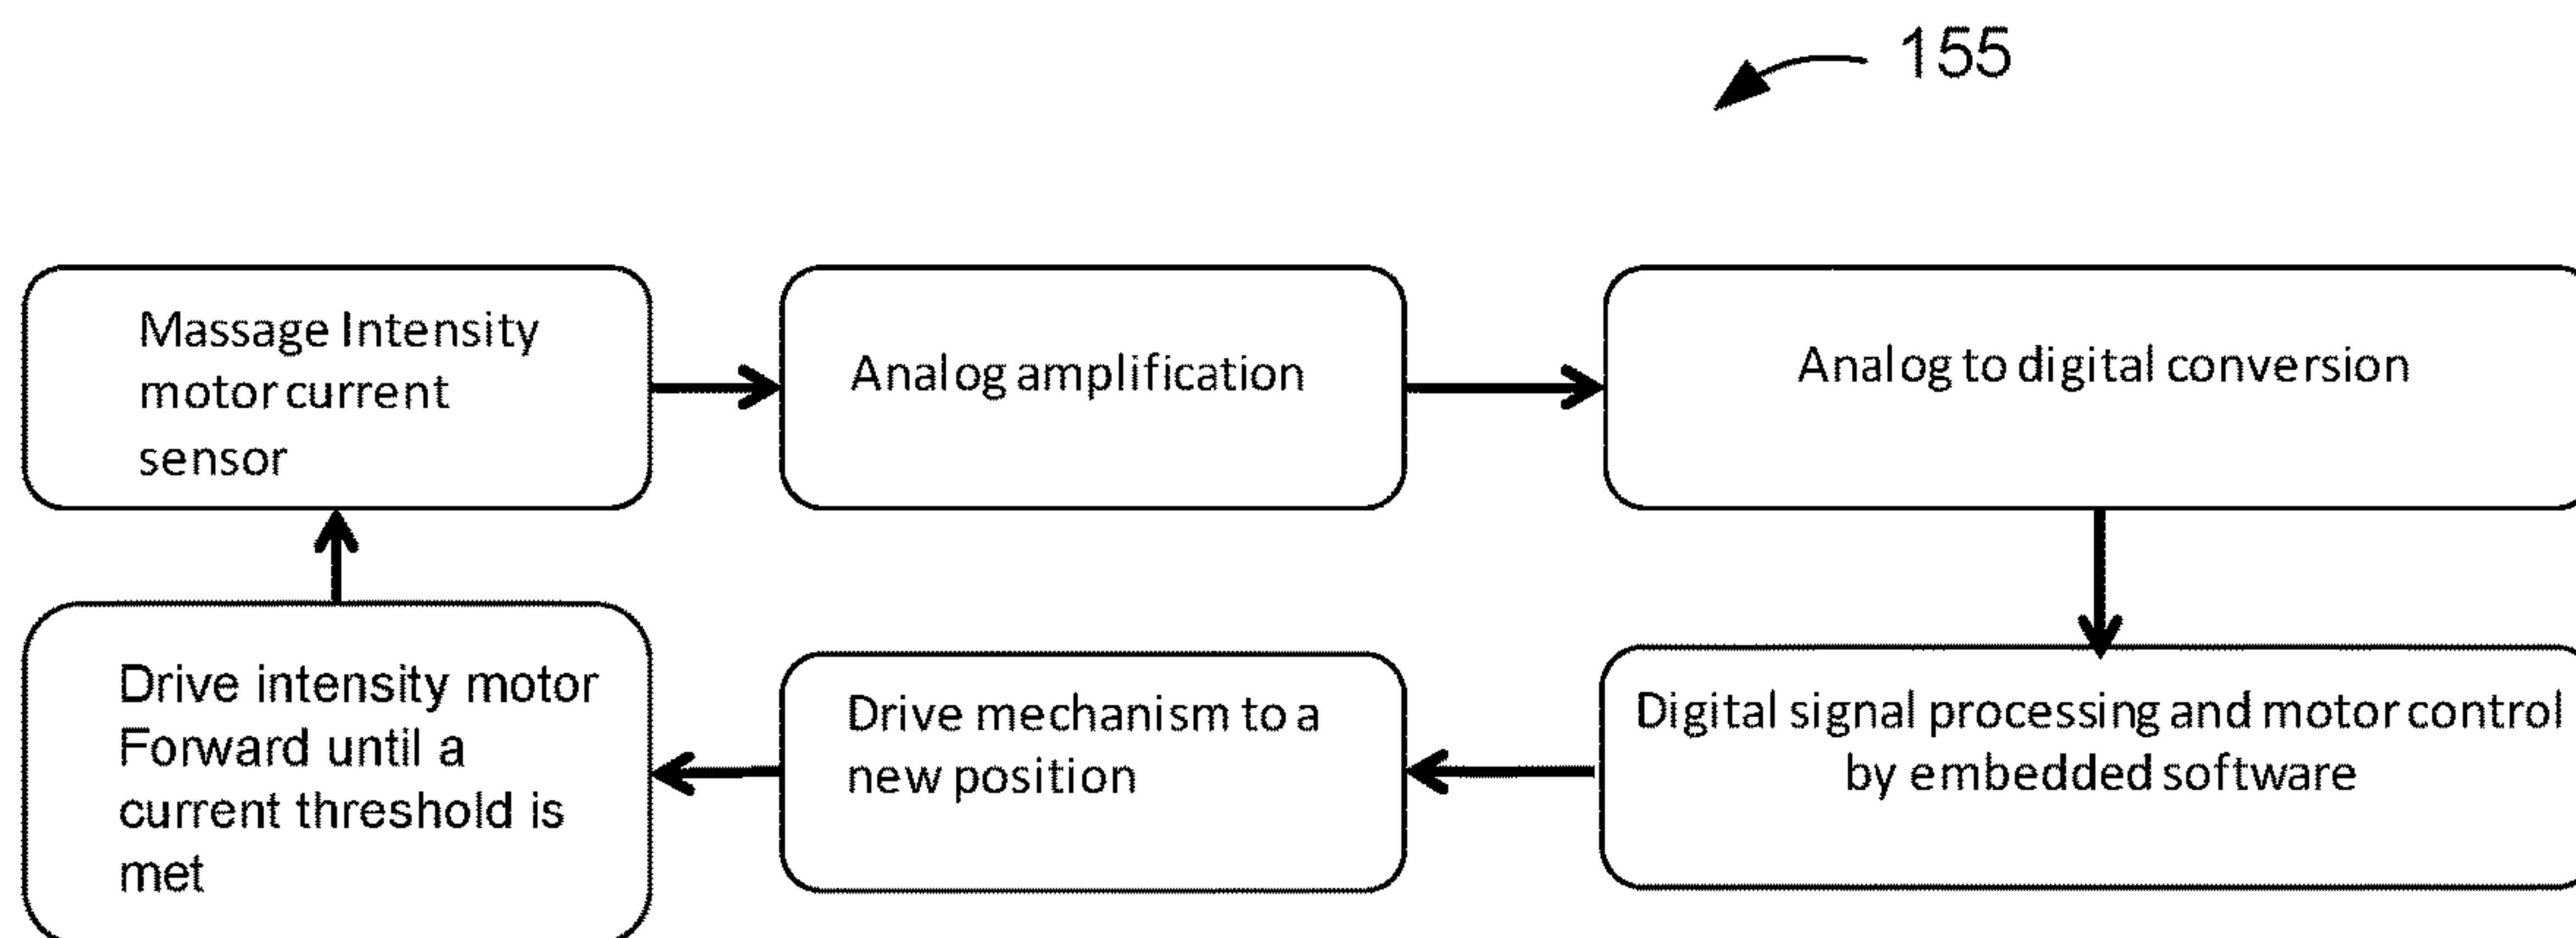 155
Massage Intensity
motor current
sensor
Analog amplification
Analog to digital conversion
Drive intensity motor
Forward until a
current threshold is
met
Drive mechanism to a
new position
Digital signal processing and motor control
by embedded software